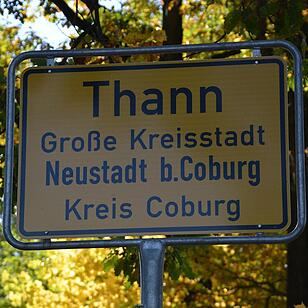 Thann
Große Kreisstadt
Neustadt b.Coburg
Kreis Coburg